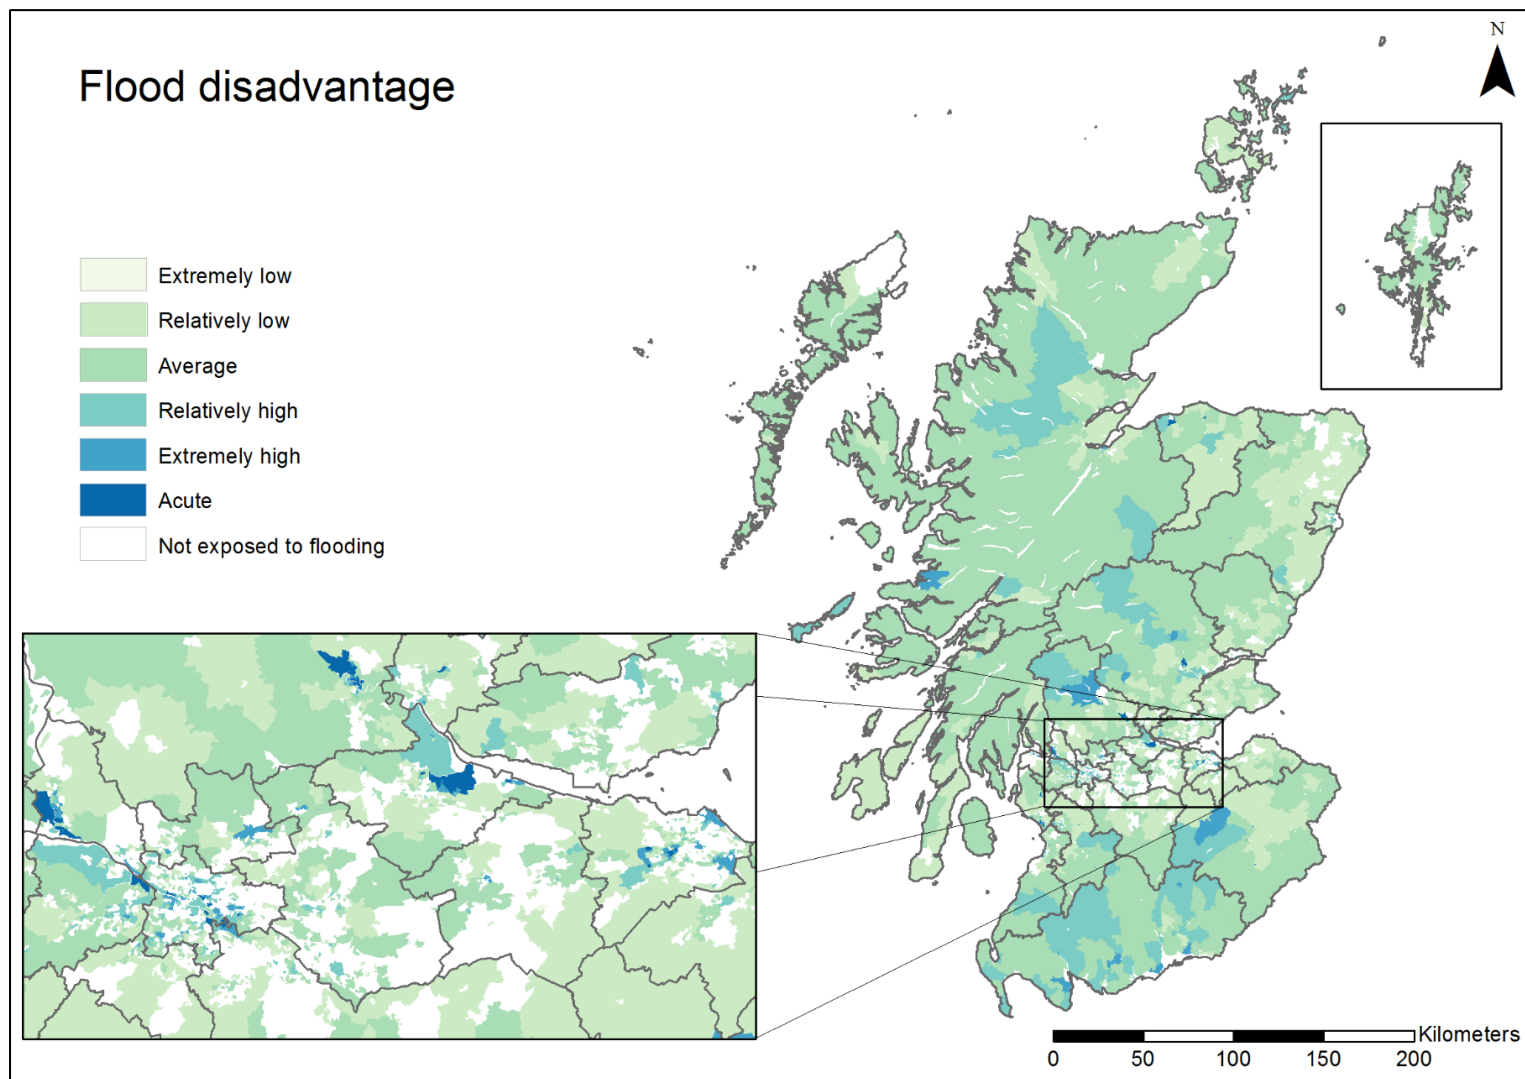 Flood disadvantage
N
Extremely low
Relatively low
Average
Relatively high
Extremely high
Acute
Not exposed to flooding
Kilometers
0 50 100 150 200